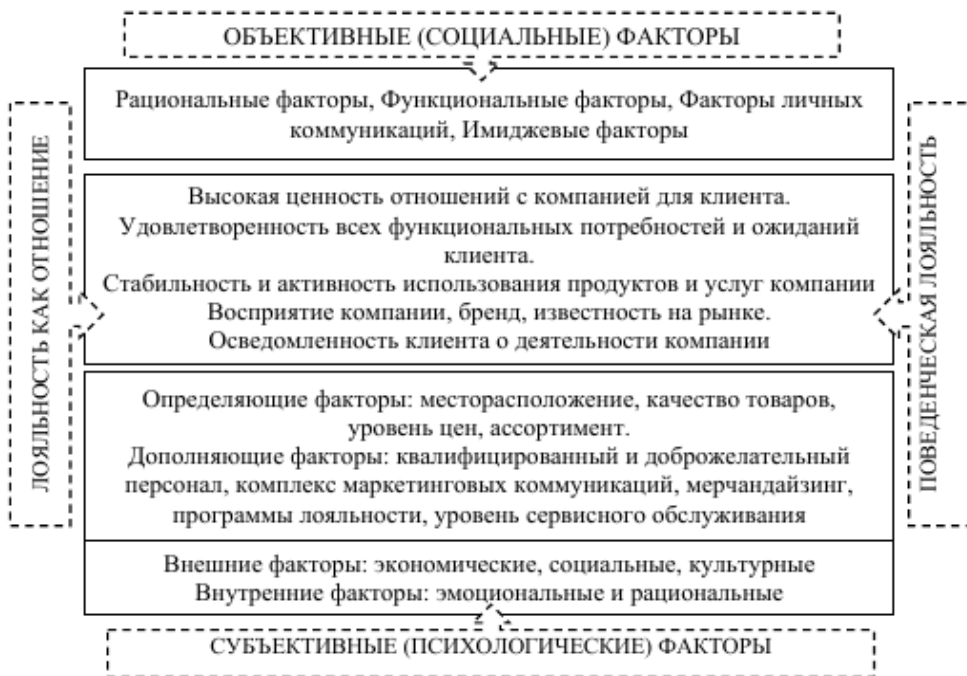 ОБЪЕКТИВНЫЕ (СОЦИАЛЬНЫЕ) ФАКТОРЫ
Рациональные факторы, Функциональные факторы, Факторы личных
коммуникаций, Имиджевые факторы
ЛОЯЛЬНОСТЬ КАК ОТНОШЕНИЕ
Высокая ценность отношений с компанией для клиента.
Удовлетворенность всех функциональных потребностей и ожиданий
клиента.
Стабильность и активность использования продуктов и услуг компании
Восприятие компании, бренд, известность на рынке.
Осведомленность клиента о деятельности компании
ПОВЕДЕНЧЕСКАЯ ЛОЯЛЬНОСТЬ
Определяющие факторы: месторасположение, качество товаров,
уровень цен, ассортимент.
Дополняющие факторы: квалифицированный и доброжелательный
персонал, комплекс маркетинговых коммуникаций, мерчандайзинг,
программы лояльности, уровень сервисного обслуживания
Внешние факторы: экономические, социальные, культурные
Внутренние факторы: эмоциональные и рациональные
СУБЪЕКТИВНЫЕ (ПСИХОЛОГИЧЕСКИЕ) ФАКТОРЫ